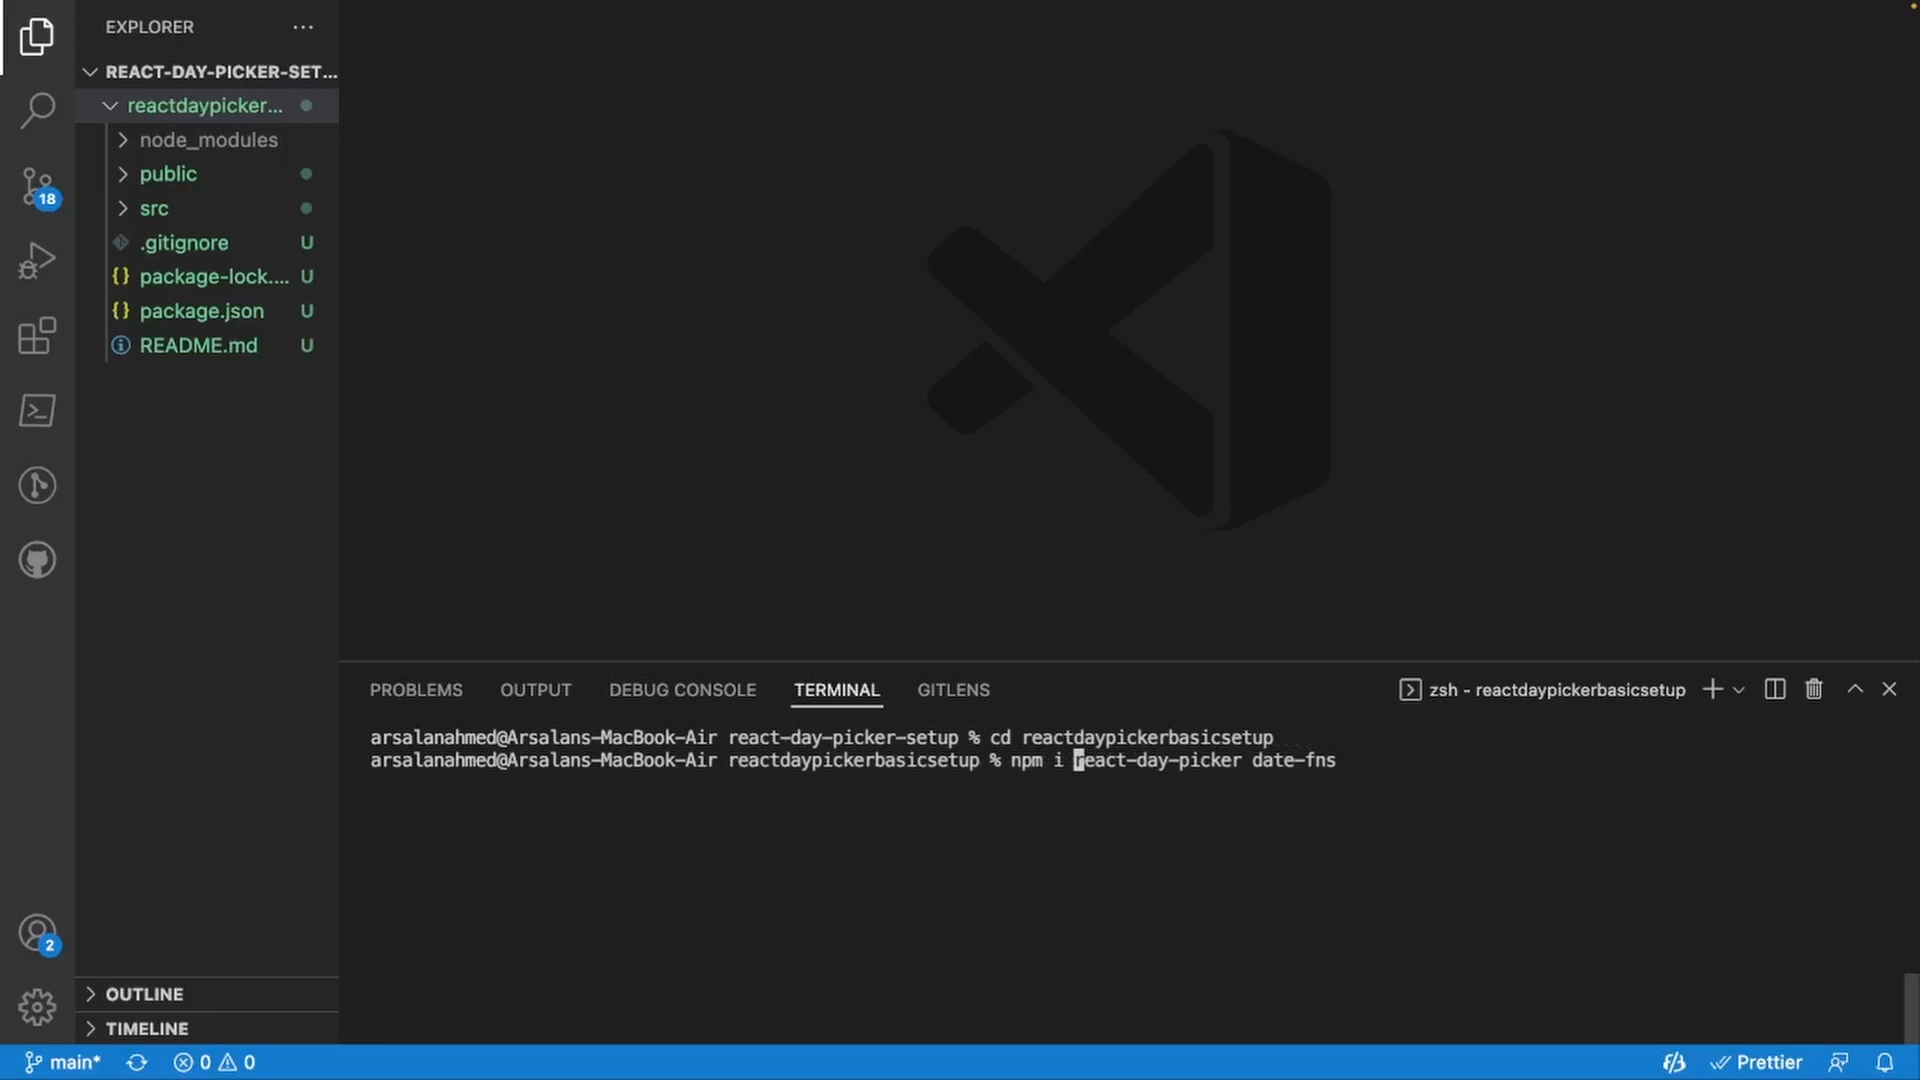 EXPLORER
REACT-DAY-PICKER-SET...
reactdaypicker...
node_modules
public
src
.gitignore U
package-lock.... U
package.json U
README.md U
18
2
OUTLINE
TIMELINE
PROBLEMS OUTPUT DEBUG CONSOLE TERMINAL GITLENS
zsh - reactdaypickerbasicsetup
arsalanahmed@Arsalans-MacBook-Air react-day-picker-setup % cd reactdaypickerbasicsetup
arsalanahmed@Arsalans-MacBook-Air reactdaypickerbasicsetup % npm i react-day-picker date-fns
main* 0 0 Prettier